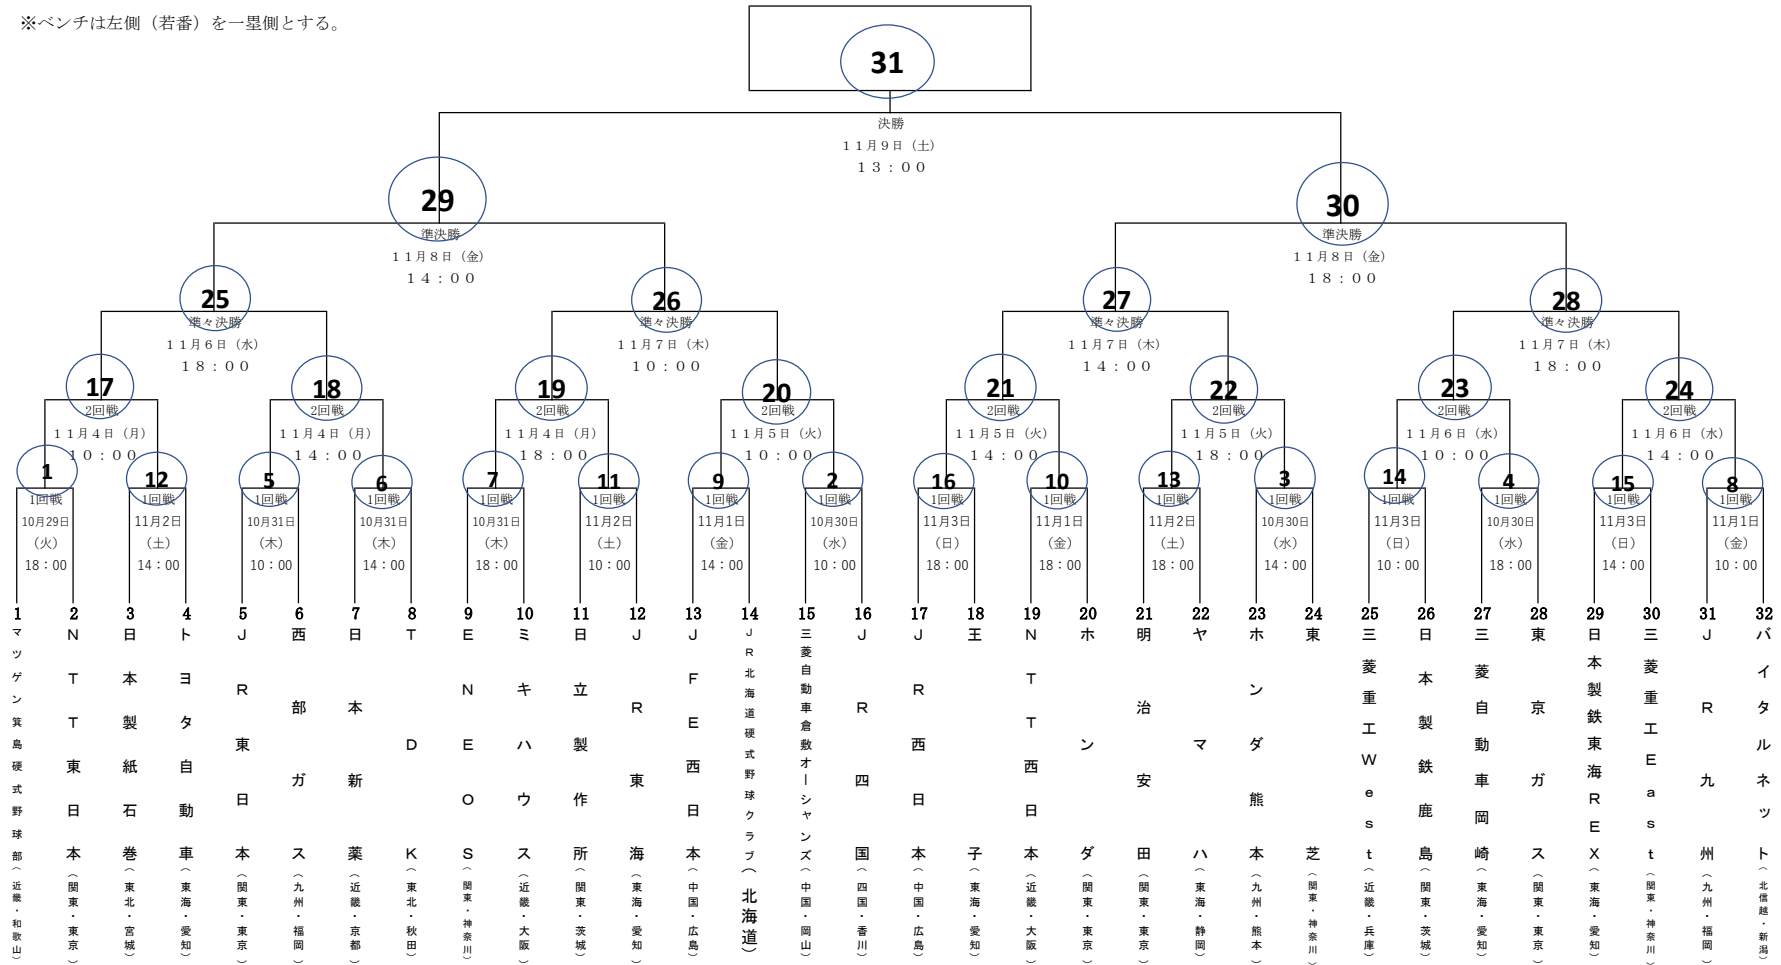 ※ベンチは左側（若番）を一塁側とする。
31
決勝
１１月９日（土）
１３：００
29
準決勝
１１月８日（金）
１４：００
30
準決勝
１１月８日（金）
１８：００
25
準々決勝
１１月６日（水）
１８：００
26
準々決勝
１１月７日（木）
１０：００
27
準々決勝
１１月７日（木）
１４：００
28
準々決勝
１１月７日（木）
１８：００
17
2回戦
１１月４日（月）
１０：００
18
2回戦
１１月４日（月）
１４：００
19
2回戦
１１月４日（月）
１８：００
20
2回戦
１１月５日（火）
１０：００
21
2回戦
１１月５日（火）
１４：００
22
2回戦
１１月５日（火）
１８：００
23
2回戦
１１月６日（水）
１０：００
24
2回戦
１１月６日（水）
１４：００
1
1回戦
10月29日
（火）
18：00
12
1回戦
11月2日
（土）
14：00
5
1回戦
10月31日
（木）
10：00
6
1回戦
10月31日
（木）
14：00
7
1回戦
10月31日
（木）
18：00
11
1回戦
11月2日
（土）
10：00
9
1回戦
11月1日
（金）
14：00
2
1回戦
10月30日
（水）
10：00
16
1回戦
11月3日
（日）
18：00
10
1回戦
11月1日
（金）
18：00
13
1回戦
11月2日
（土）
18：00
3
1回戦
10月30日
（水）
14：00
14
1回戦
11月3日
（日）
10：00
4
1回戦
10月30日
（水）
18：00
15
1回戦
11月3日
（日）
14：00
8
1回戦
11月1日
（金）
10：00
1
マツゲン箕島硬式野球部（近畿・和歌山）
2
ＮＴＴ東日本（関東・東京）
3
日本製紙石巻（東北・宮城）
4
トヨタ自動車（東海・愛知）
5
ＪＲ東日本（関東・東京）
6
西部ガス（九州・福岡）
7
日本新薬（近畿・京都）
8
ＴＤＫ（東北・秋田）
9
ＥＮＥＯＳ（関東・神奈川）
10
ミキハウス（近畿・大阪）
11
日立製作所（関東・茨城）
12
ＪＲ東海（東海・愛知）
13
ＪＦＥ西日本（中国・広島）
14
ＪＲ北海道硬式野球クラブ（北海道）
15
三菱自動車倉敷オーシャンズ（中国・岡山）
16
ＪＲ四国（四国・香川）
17
ＪＲ西日本（中国・広島）
18
王子（東海・愛知）
19
ＮＴＴ西日本（近畿・大阪）
20
ホンダ（関東・東京）
21
明治安田（関東・東京）
22
ヤマハ（東海・静岡）
23
ホンダ熊本（九州・熊本）
24
東芝（関東・神奈川）
25
三菱重工Ｗｅｓｔ（近畿・兵庫）
26
日本製鉄鹿島（関東・茨城）
27
三菱自動車岡崎（東海・愛知）
28
東京ガス（関東・東京）
29
日本製鉄東海ＲＥＸ（東海・愛知）
30
三菱重工Ｅａｓｔ（関東・神奈川）
31
ＪＲ九州（九州・福岡）
32
バイタルネット（北信越・新潟）